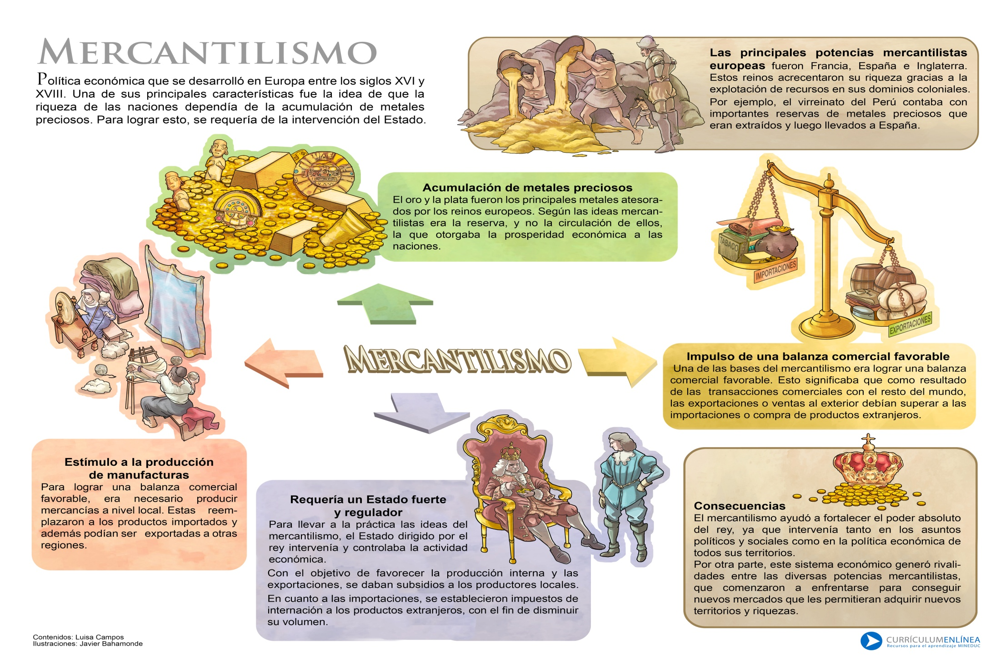 MERCANTILISMO
Política económica que se desarrolló en Europa entre los siglos XVI y
XVIII. Una de sus principales características fue la idea de que la
riqueza de las naciones dependía de la acumulación de metales
preciosos. Para lograr esto, se requería de la intervención del Estado.
Las principales potencias mercantilistas
europeas fueron Francia, España e Inglaterra.
Estos reinos acrecentaron su riqueza gracias a la
explotación de recursos en sus dominios coloniales.
Por ejemplo, el virreinato del Perú contaba con
importantes reservas de metales preciosos que
eran extraídos y luego llevados a España.
Acumulación de metales preciosos
El oro y la plata fueron los principales metales atesora-
dos por los reinos europeos. Según las ideas mercan-
tilistas era la reserva, y no la circulación de ellos,
la que otorgaba la prosperidad económica a las
naciones.
TABACO
IMPORTACIONES
EXPORTACIONES
MERCANTILISMO
Impulso de una balanza comercial favorable
Una de las bases del mercantilismo era lograr una balanza
comercial favorable. Esto significaba que como resultado
de las transacciones comerciales con el resto del mundo,
las exportaciones o ventas al exterior debían superar a las
importaciones o compra de productos extranjeros.
Estímulo a la producción
de manufacturas
Para lograr una balanza comercial
favorable, era necesario producir
mercancías a nivel local. Estas reem-
plazaron a los productos importados y
además podían ser exportadas a otras
regiones.
Requería un Estado fuerte
y regulador
Para llevar a la práctica las ideas del
mercantilismo, el Estado dirigido por el
rey intervenía y controlaba la actividad
económica.
Con el objetivo de favorecer la producción interna y las
exportaciones, se daban subsidios a los productores locales.
En cuanto a las importaciones, se establecieron impuestos de
internación a los productos extranjeros, con el fin de disminuir
su volumen.
Consecuencias
El mercantilismo ayudó a fortalecer el poder absoluto
del rey, ya que intervenía tanto en los asuntos
políticos y sociales como en la política económica de
todos sus territorios.
Por otra parte, este sistema económico generó rivali-
dades entre las diversas potencias mercantilistas,
que comenzaron a enfrentarse para conseguir
nuevos mercados que les permitieran adquirir nuevos
territorios y riquezas.
Contenidos: Luisa Campos
Ilustraciones: Javier Bahamonde
CURRÍCULUMENLÍNEA
Recursos para el aprendizaje MINEDUC